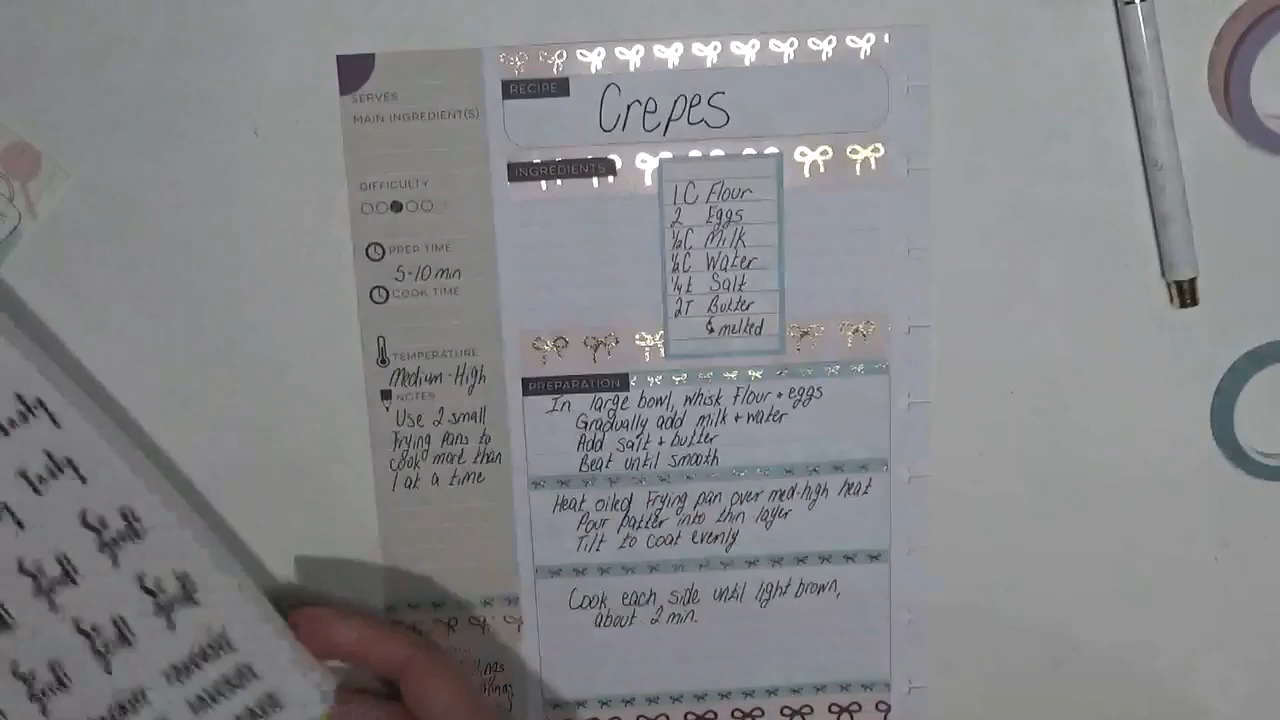 SERVES
MAIN INGREDIENT(S)
DIFFICULTY
PREP TIME
5-10 min
COOK TIME
TEMPERATURE
Medium-High
NOTES
Use 2 small
Frying Pans to
cook more than
1 at a time
RECIPE
Crepes
INGREDIENTS
1C Flour
2 Eggs
½C Milk
½C Water
¼t Salt
2T Butter
melted
PREPARATION
In large bowl, whisk Flour + eggs
Gradually add milk + water
Add salt + butter
Beat until smooth
Heat oiled Frying pan over med-high heat
Pour batter into thin layer
Tilt to coat evenly
Cook each side until light brown,
about 2 min.